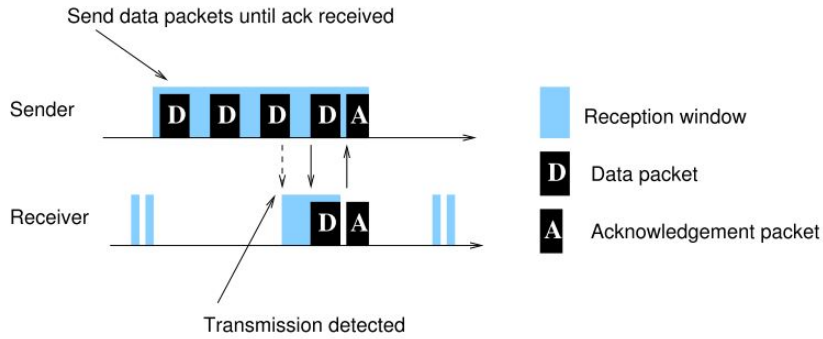 Send data packets until ack received
Sender
D D D D A
Reception window
D Data packet
Receiver
D A
A Acknowledgement packet
Transmission detected